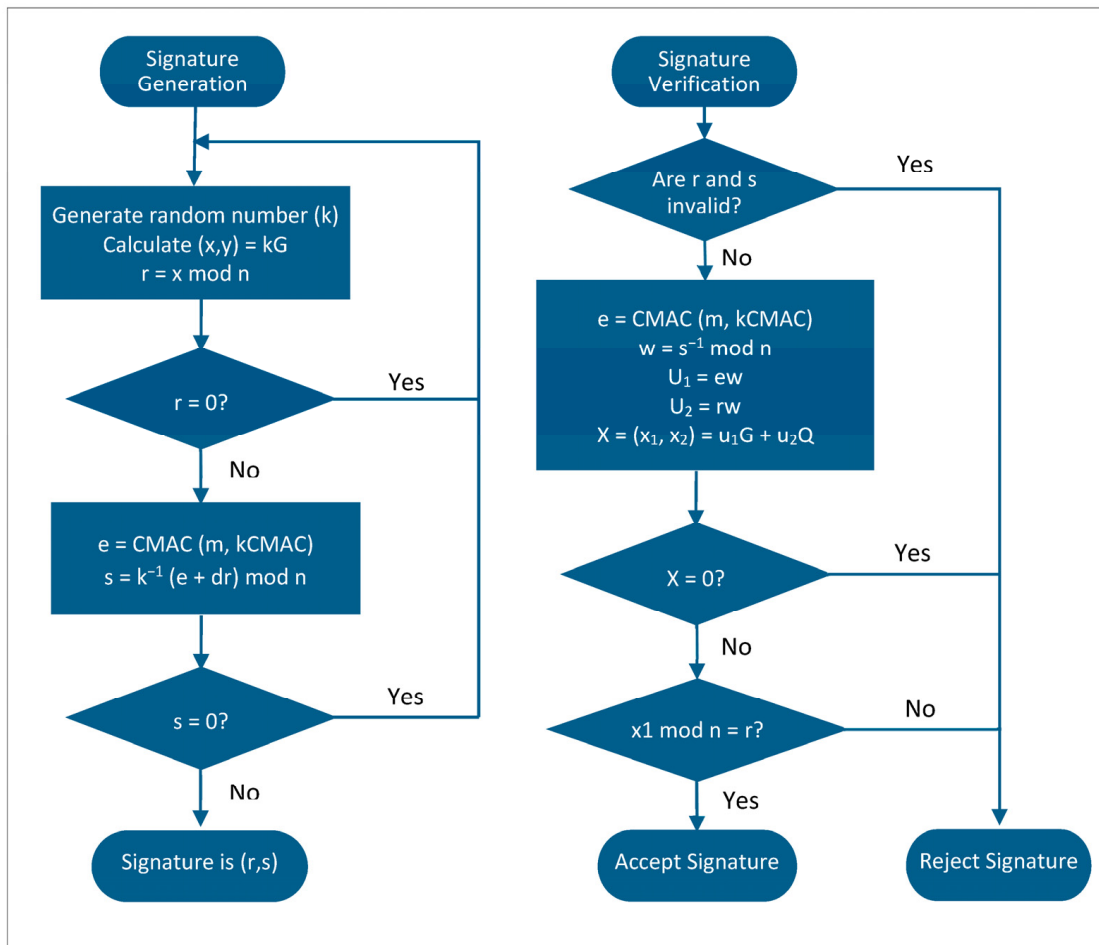 Signature
Generation
Generate random number (k)
Calculate (x,y) = kG
r = x mod n
r = 0?
Yes
No
e = CMAC (m, kCMAC)
s = k⁻¹ (e + dr) mod n
s = 0?
Yes
No
Signature is (r,s)
Signature
Verification
Are r and s
invalid?
Yes
No
e = CMAC (m, kCMAC)
w = s⁻¹ mod n
U₁ = ew
U₂ = rw
X = (x₁, x₂) = u₁G + u₂Q
X = 0?
Yes
No
x1 mod n = r?
No
Yes
Accept Signature
Reject Signature